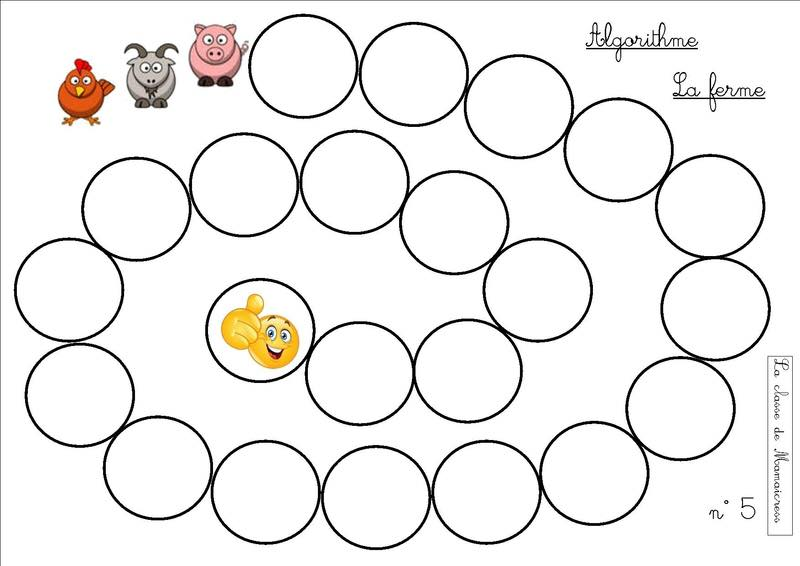 Algorithme
La ferme
La classe de Mamaicress
n° 5